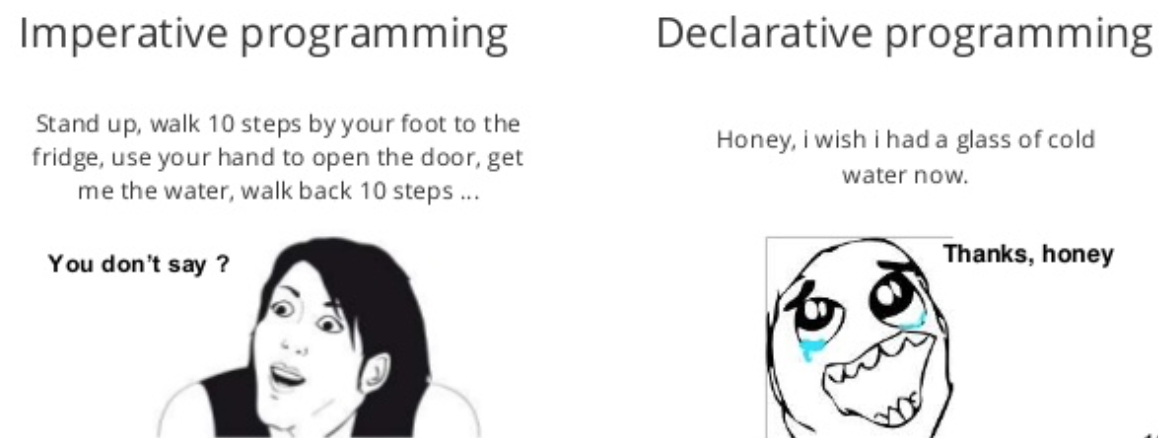 Imperative programming
Stand up, walk 10 steps by your foot to the
fridge, use your hand to open the door, get
me the water, walk back 10 steps ...
You don't say ?
Declarative programming
Honey, i wish i had a glass of cold
water now.
Thanks, honey